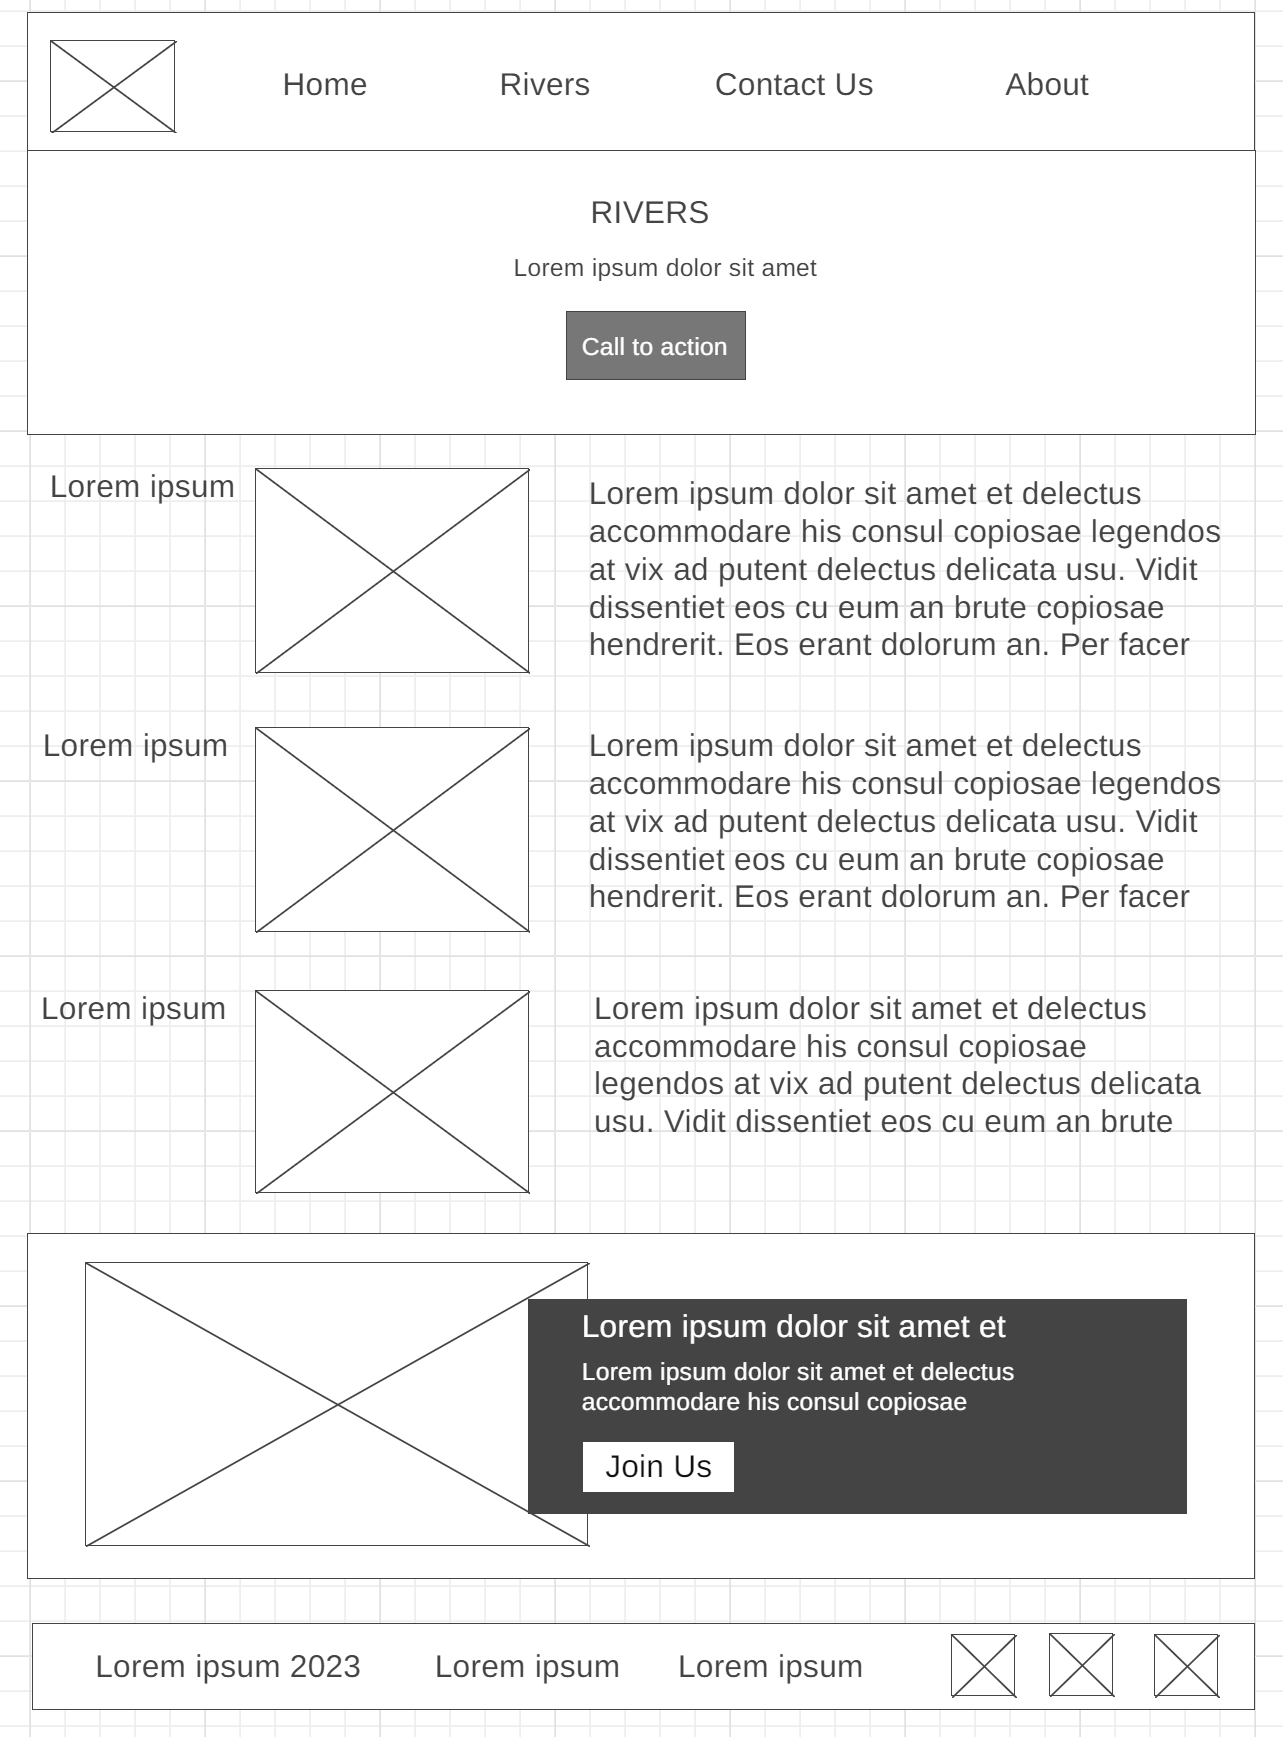 Home Rivers Contact Us About
RIVERS
Lorem ipsum dolor sit amet
Call to action
Lorem ipsum
Lorem ipsum dolor sit amet et delectus
accommodare his consul copiosae legendos
at vix ad putent delectus delicata usu. Vidit
dissentiet eos cu eum an brute copiosae
hendrerit. Eos erant dolorum an. Per facer
Lorem ipsum
Lorem ipsum dolor sit amet et delectus
accommodare his consul copiosae legendos
at vix ad putent delectus delicata usu. Vidit
dissentiet eos cu eum an brute copiosae
hendrerit. Eos erant dolorum an. Per facer
Lorem ipsum
Lorem ipsum dolor sit amet et delectus
accommodare his consul copiosae
legendos at vix ad putent delectus delicata
usu. Vidit dissentiet eos cu eum an brute
Lorem ipsum dolor sit amet et
Lorem ipsum dolor sit amet et delectus
accommodare his consul copiosae
Join Us
Lorem ipsum 2023 Lorem ipsum Lorem ipsum